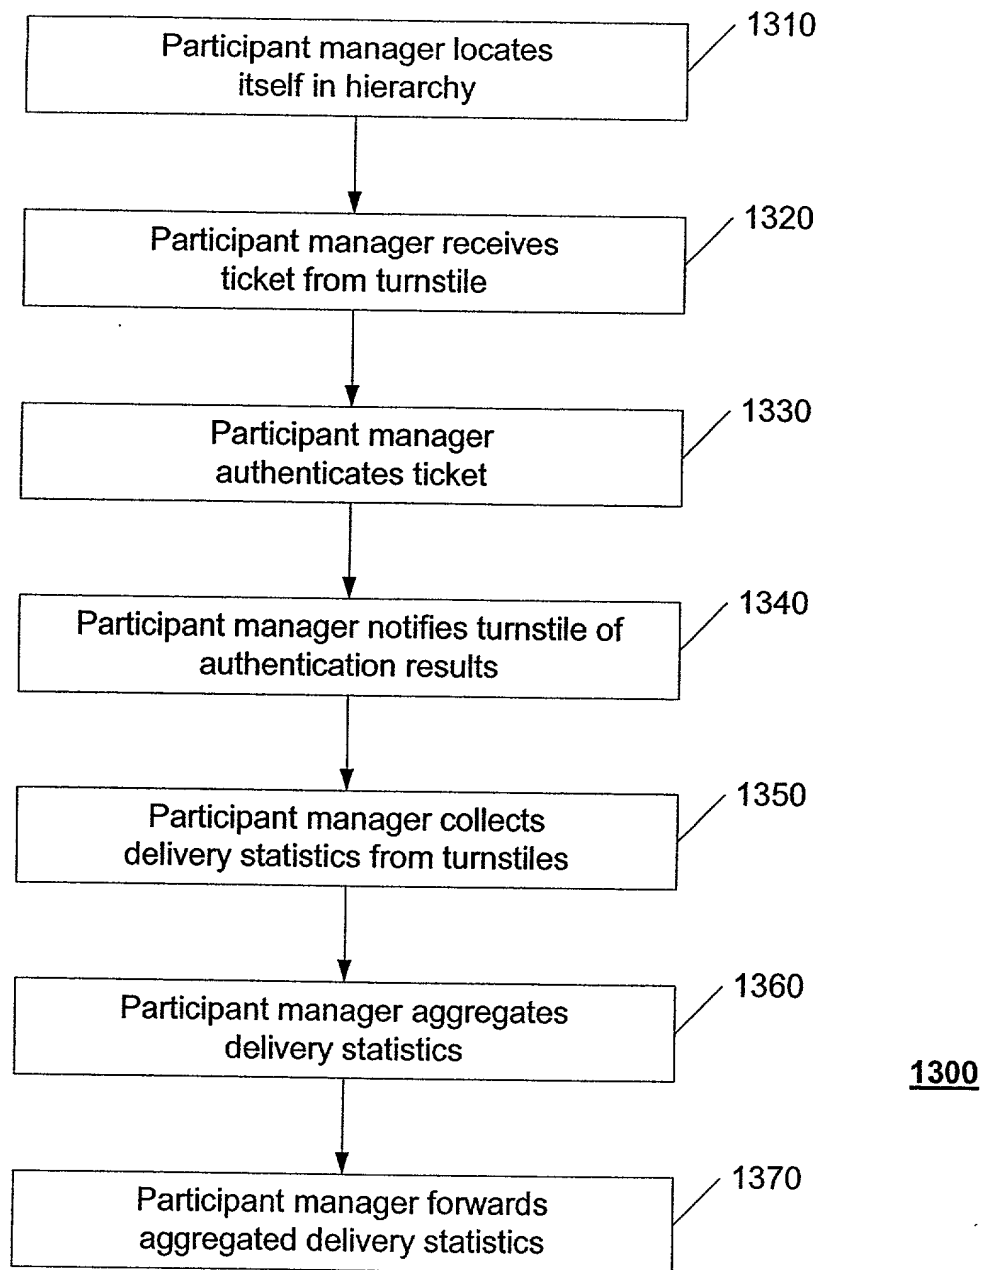 1310
Participant manager locates
itself in hierarchy
1320
Participant manager receives
ticket from turnstile
1330
Participant manager
authenticates ticket
1340
Participant manager notifies turnstile of
authentication results
1350
Participant manager collects
delivery statistics from turnstiles
1360
Participant manager aggregates
delivery statistics
1300
1370
Participant manager forwards
aggregated delivery statistics